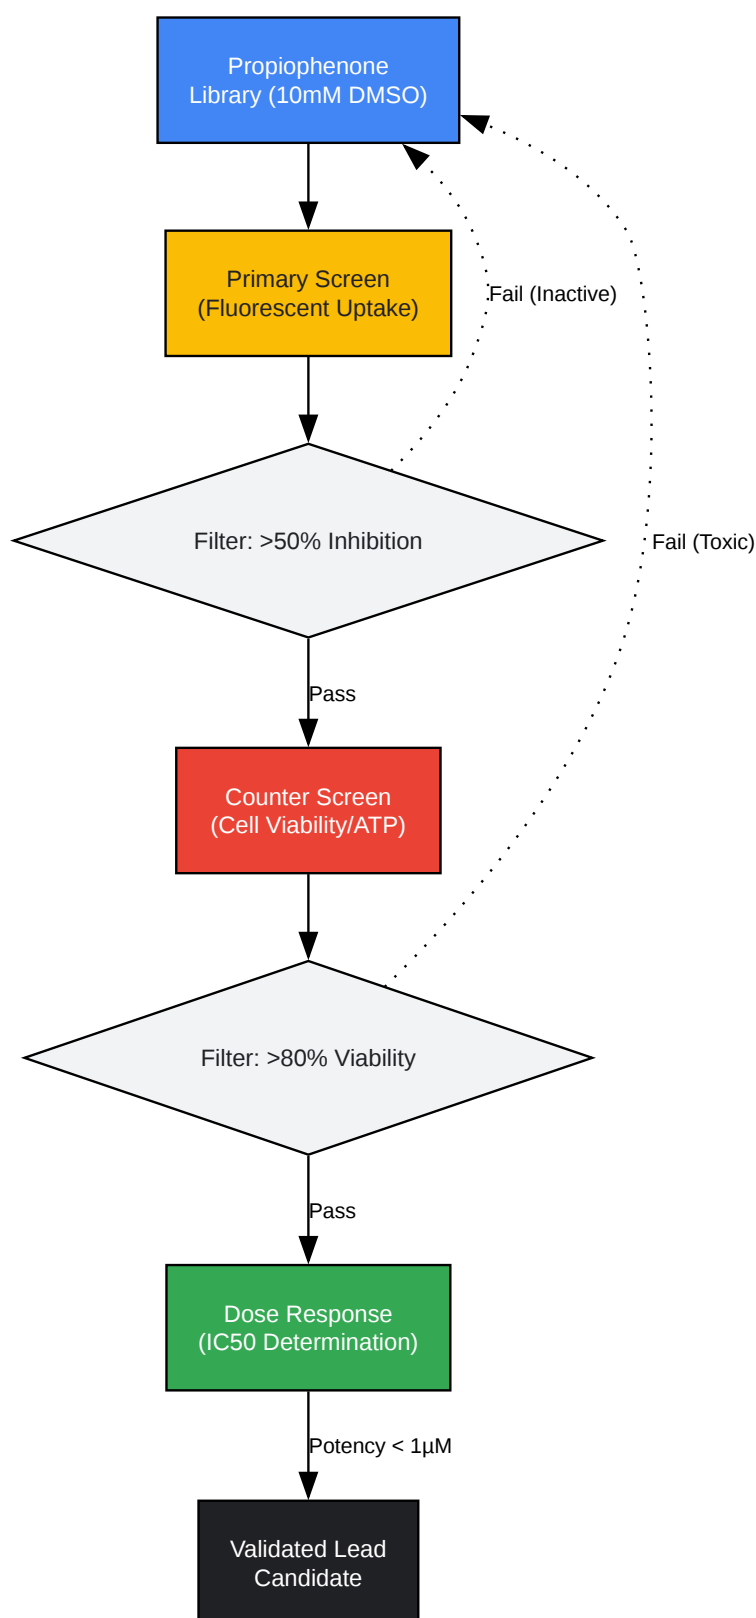 Propiophenone
Library (10mM DMSO)
Primary Screen
(Fluorescent Uptake)
Fail (Inactive)
Filter: >50% Inhibition
Fail (Toxic)
Pass
Counter Screen
(Cell Viability/ATP)
Filter: >80% Viability
Pass
Dose Response
(IC50 Determination)
Potency < 1µM
Validated Lead
Candidate